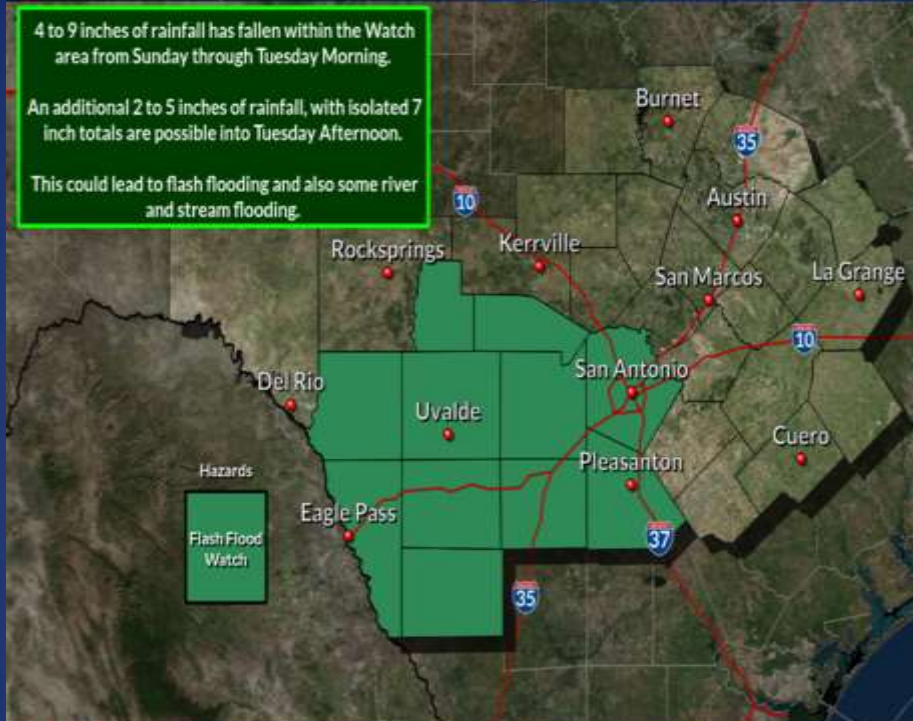 4 to 9 inches of rainfall has fallen within the Watch
area from Sunday through Tuesday Morning.
An additional 2 to 5 inches of rainfall, with isolated 7
inch totals are possible into Tuesday Afternoon.
This could lead to flash flooding and also some river
and stream flooding.
Burnet
35
Austin
10
Rocksprings
Kerrville
San Marcos
La Grange
10
San Antonio
Del Rio
Uvalde
Cuero
Pleasanton
Hazards
Eagle Pass
Flash Flood
Watch
37
35